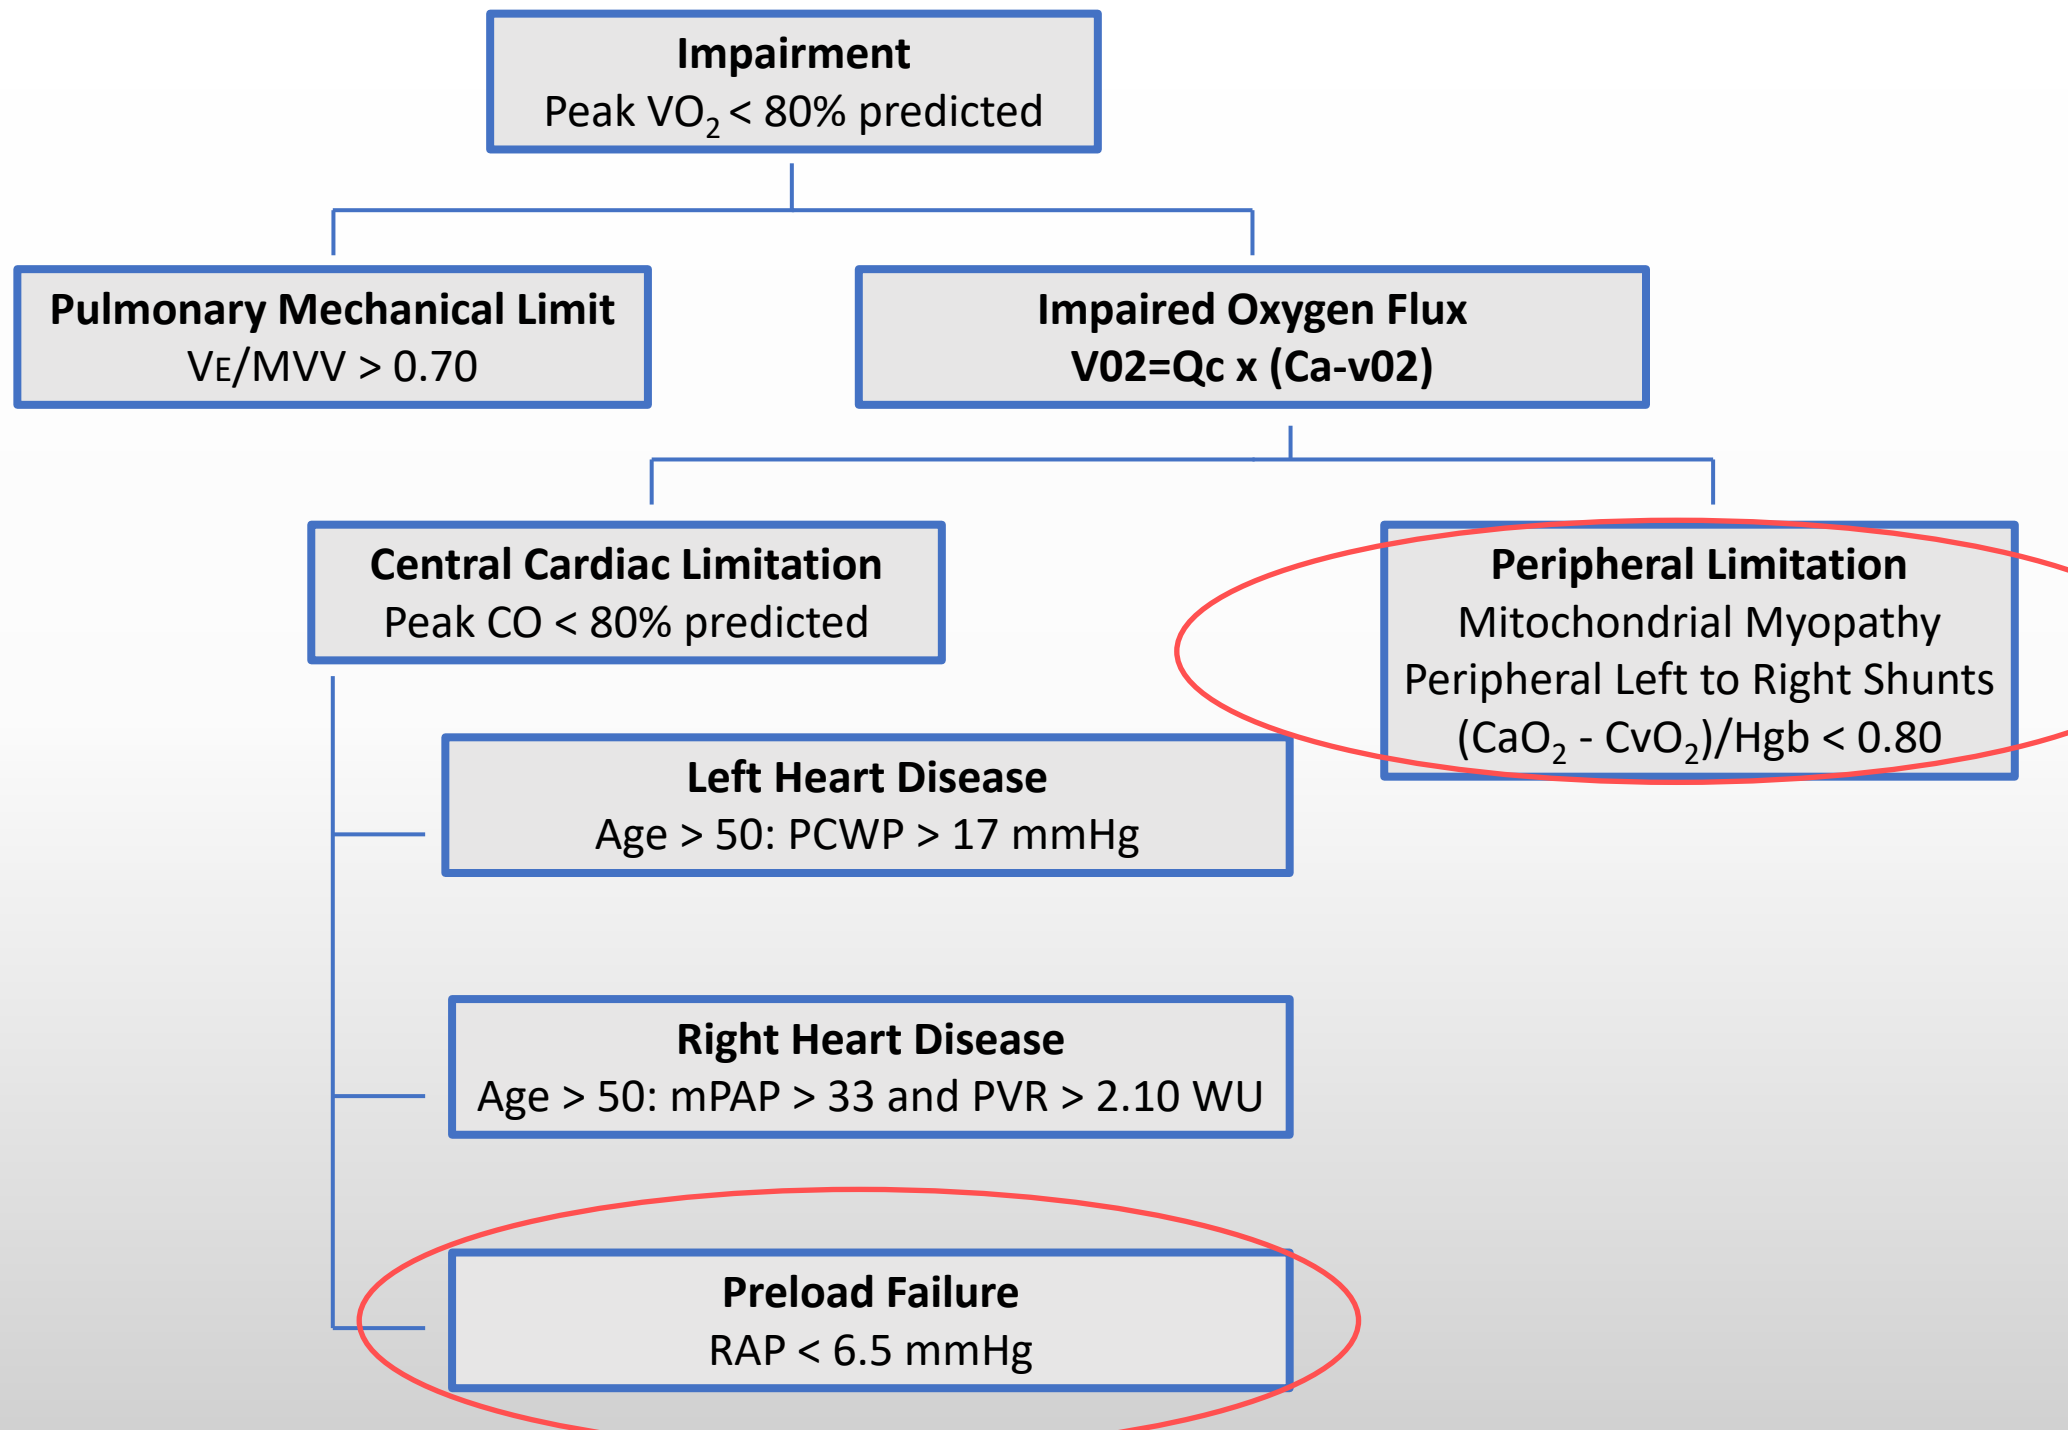 Impairment
Peak VO₂ < 80% predicted
Pulmonary Mechanical Limit
VE/MVV > 0.70
Impaired Oxygen Flux
V02=Qc x (Ca-v02)
Central Cardiac Limitation
Peak CO < 80% predicted
Peripheral Limitation
Mitochondrial Myopathy
Peripheral Left to Right Shunts
(CaO₂ - CvO₂)/Hgb < 0.80
Left Heart Disease
Age > 50: PCWP > 17 mmHg
Right Heart Disease
Age > 50: mPAP > 33 and PVR > 2.10 WU
Preload Failure
RAP < 6.5 mmHg